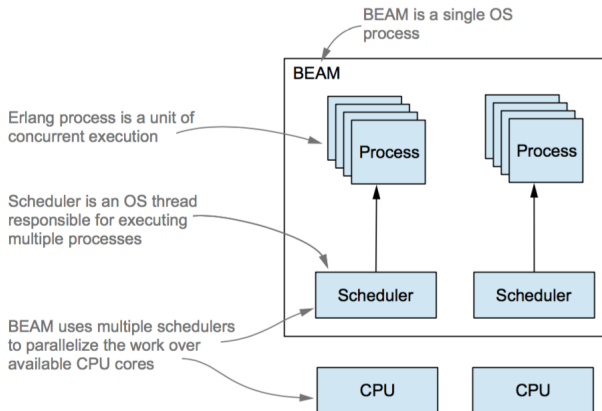 BEAM is a single OS
process
BEAM
Erlang process is a unit of
concurrent execution
Process
Process
Scheduler is an OS thread
responsible for executing
multiple processes
Scheduler
Scheduler
BEAM uses multiple schedulers
to parallelize the work over
available CPU cores
CPU
CPU